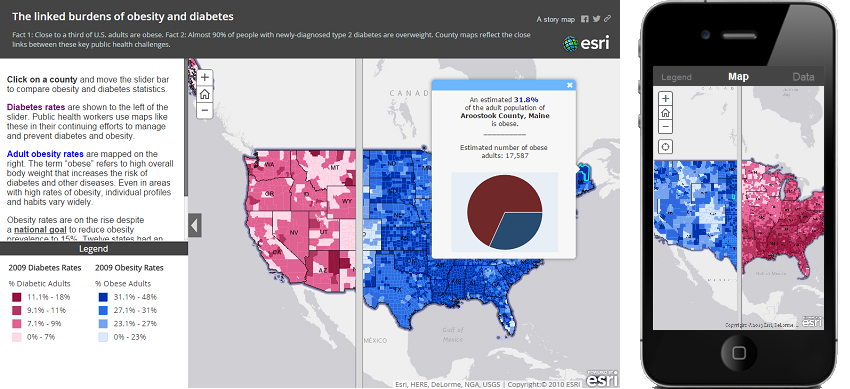 The linked burdens of obesity and diabetes
Fact 1: Close to a third of U.S. adults are obese. Fact 2: Almost 90% of people with newly-diagnosed type 2 diabetes are overweight. County maps reflect the close
links between these key public health challenges.
A story map
esri
Click on a county and move the slider bar
to compare obesity and diabetes statistics.
Diabetes rates are shown to the left of the
slider. Public health workers use maps like
these in their continuing efforts to manage
and prevent diabetes and obesity.
Adult obesity rates are mapped on the
right. The term "obese" refers to high overall
body weight that increases the risk of
diabetes and other diseases. Even in areas
with high rates of obesity, individual profiles
and habits vary widely.
Obesity rates are on the rise despite
a national goal to reduce obesity
prevalence to 15%. Twelve states had an
Legend
2009 Diabetes Rates
% Diabetic Adults
11.1% - 18%
9.1% - 11%
7.1% - 9%
0% - 7%
2009 Obesity Rates
% Obese Adults
31.1% - 48%
27.1% - 31%
23.1% - 27%
0% - 23%
+
−
CANAD
WA
MT
ND
OR
ID
WY
NV
UT
CA
AZ
MÉXICO
Gulf of
Mexico
An estimated 31.8%
of the adult population of
Aroostook County, Maine
is obese.
Estimated number of obese
adults: 17,587
Esri, HERE, DeLorme, NGA, USGS | Copyright:© 2010 ESRI
POWERED BY
esri
Legend
Map
Data
+
−
Copyright:©2013 Esri, DeLorme
esri